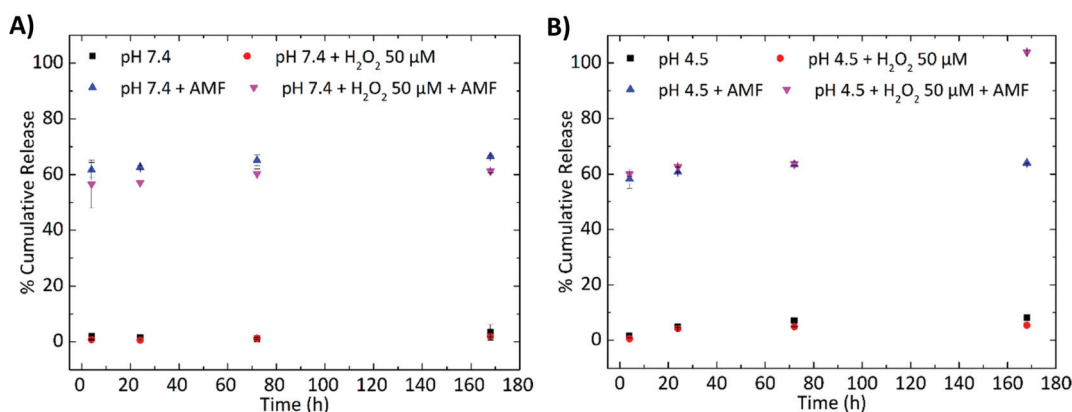 A)
pH 7.4
pH 7.4 + H₂O₂ 50 μM
pH 7.4 + AMF
pH 7.4 + H₂O₂ 50 μM + AMF
% Cumulative Release
100
80
60
40
20
0
0 20 40 60 80 100 120 140 160 180
Time (h)
B)
pH 4.5
pH 4.5 + H₂O₂ 50 μM
pH 4.5 + AMF
pH 4.5 + H₂O₂ 50 μM + AMF
% Cumulative Release
100
80
60
40
20
0
0 20 40 60 80 100 120 140 160 180
Time (h)